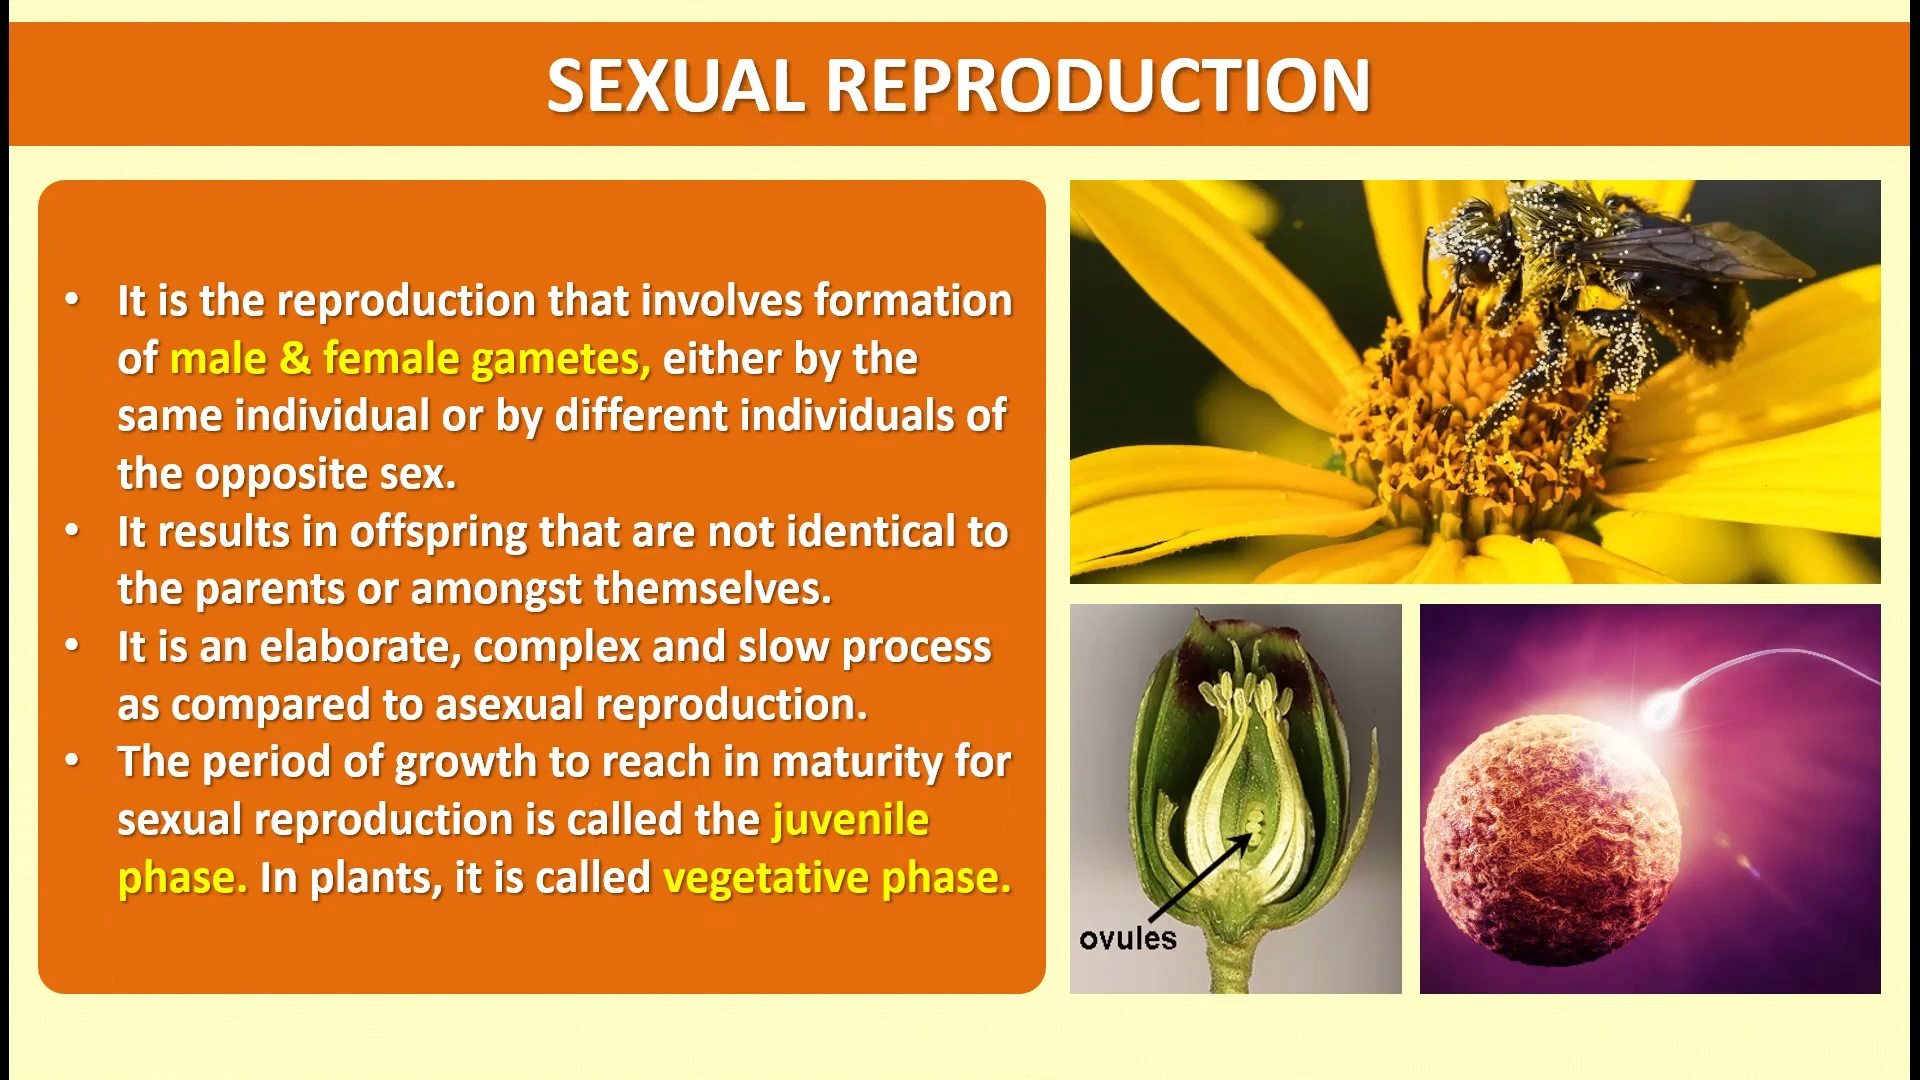 SEXUAL REPRODUCTION
• It is the reproduction that involves formation
of male & female gametes, either by the
same individual or by different individuals of
the opposite sex.
• It results in offspring that are not identical to
the parents or amongst themselves.
• It is an elaborate, complex and slow process
as compared to asexual reproduction.
• The period of growth to reach in maturity for
sexual reproduction is called the juvenile
phase. In plants, it is called vegetative phase.
ovules